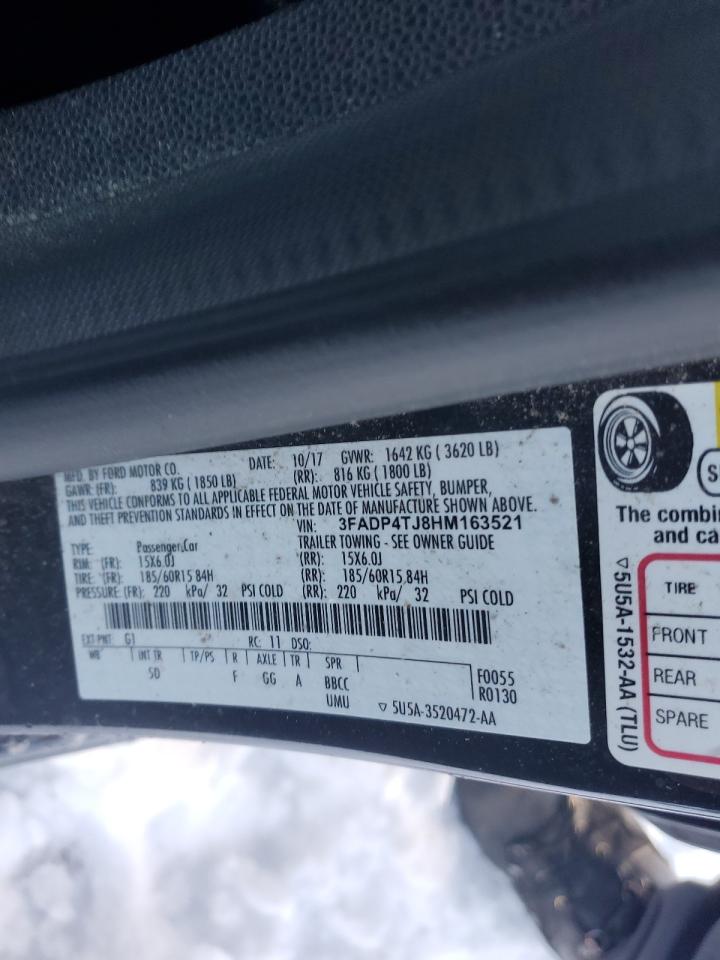 MFD. BY FORD MOTOR CO.
DATE: 10/17 GVWR: 1642 KG ( 3620 LB)
GAWR: (FR): 839 KG ( 1850 LB) (RR): 816 KG ( 1800 LB)
THIS VEHICLE CONFORMS TO ALL APPLICABLE FEDERAL MOTOR VEHICLE SAFETY, BUMPER,
AND THEFT PREVENTION STANDARDS IN EFFECT ON THE DATE OF MANUFACTURE SHOWN ABOVE.
VIN: 3FADP4TJ8HM163521
TYPE: Passenger,Car TRAILER TOWING - SEE OWNER GUIDE
RIM: (FR): 15X6.0J (RR): 15X6.0J
TIRE: (FR): 185/60R15 84H (RR): 185/60R15 84H
PRESSURE: (FR): 220 kPa/ 32 PSI COLD (RR): 220 kPa/ 32 PSI COLD
EXT PNT: G1 RC: 11 DSO:
WB INT TR TP/PS R AXLE TR SPR
5D F GG A BBCC F0055
UMU R0130
▽ 5U5A-3520472-AA
S
The combi
and ca
TIRE
FRONT
REAR
SPARE
▽5U5A-1532-AA (TLU)